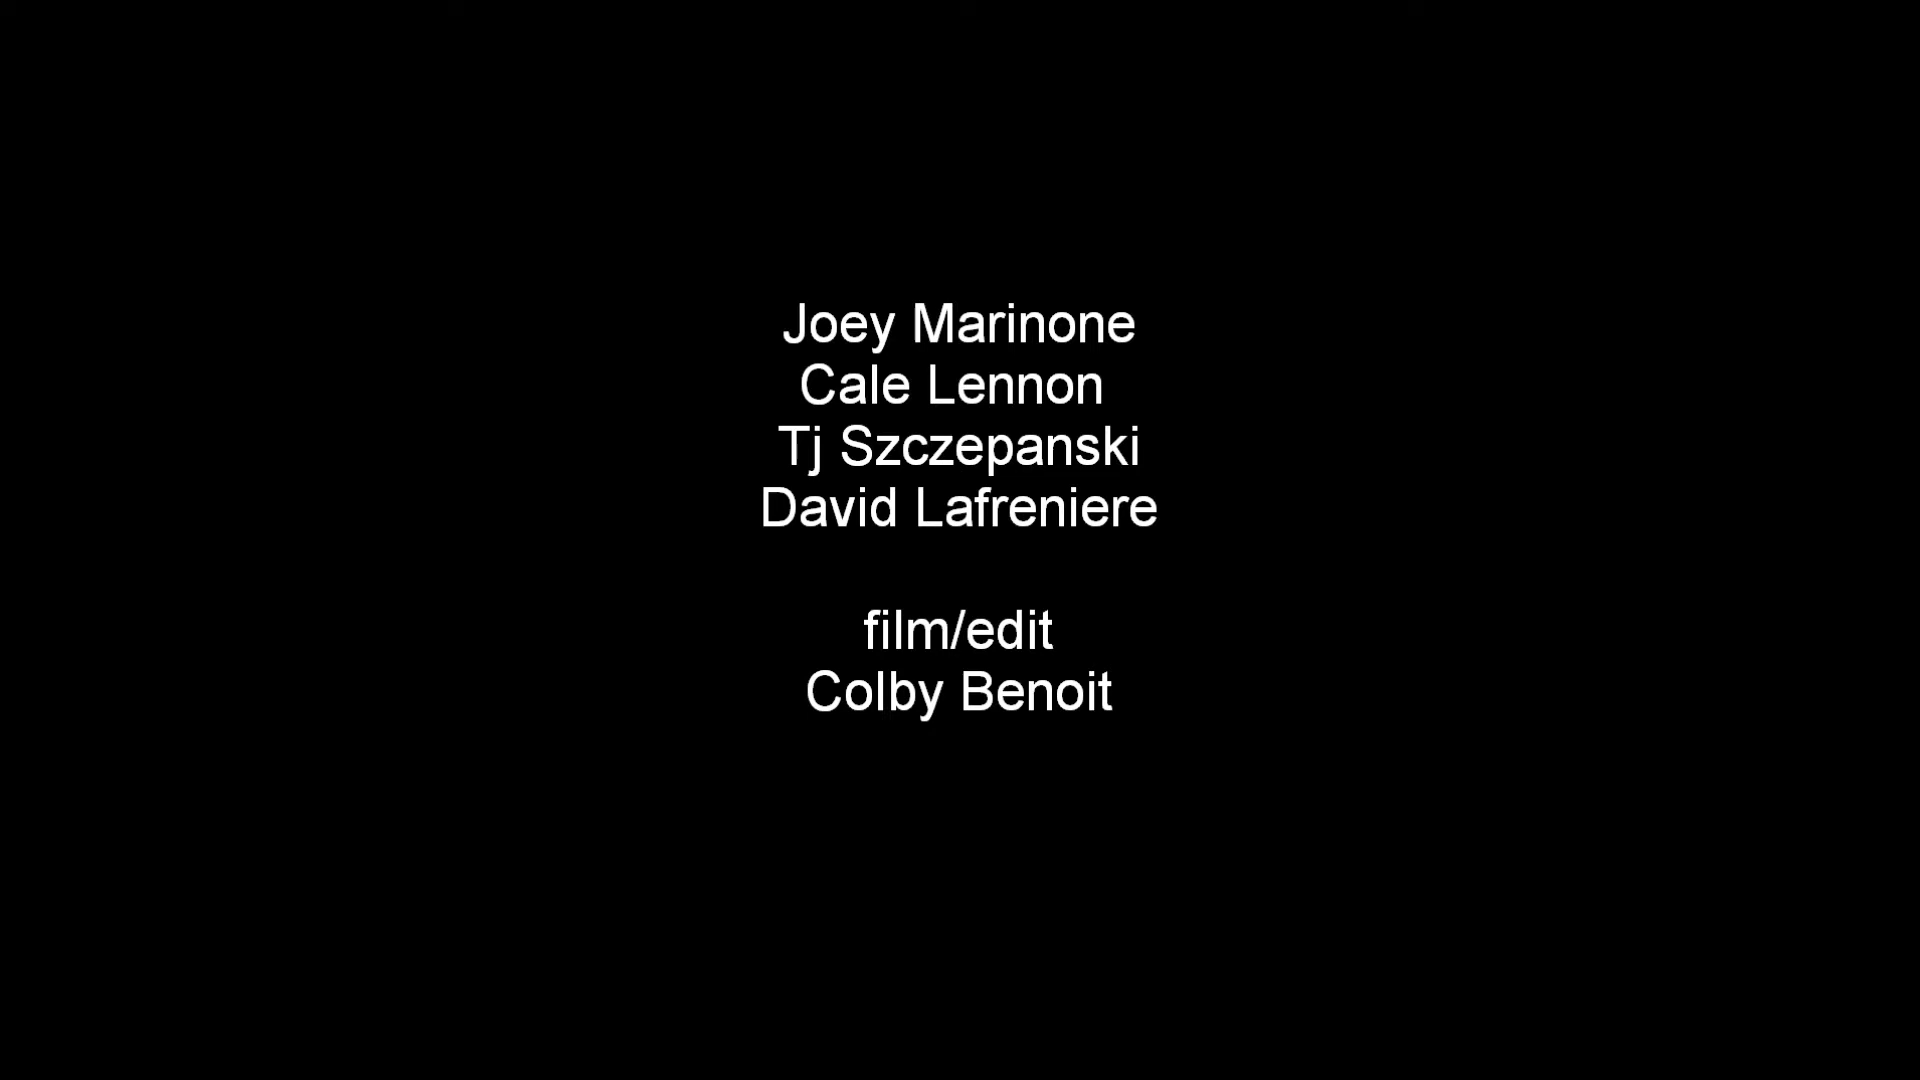 Joey Marinone
Cale Lennon
Tj Szczepanski
David Lafreniere
film/edit
Colby Benoit